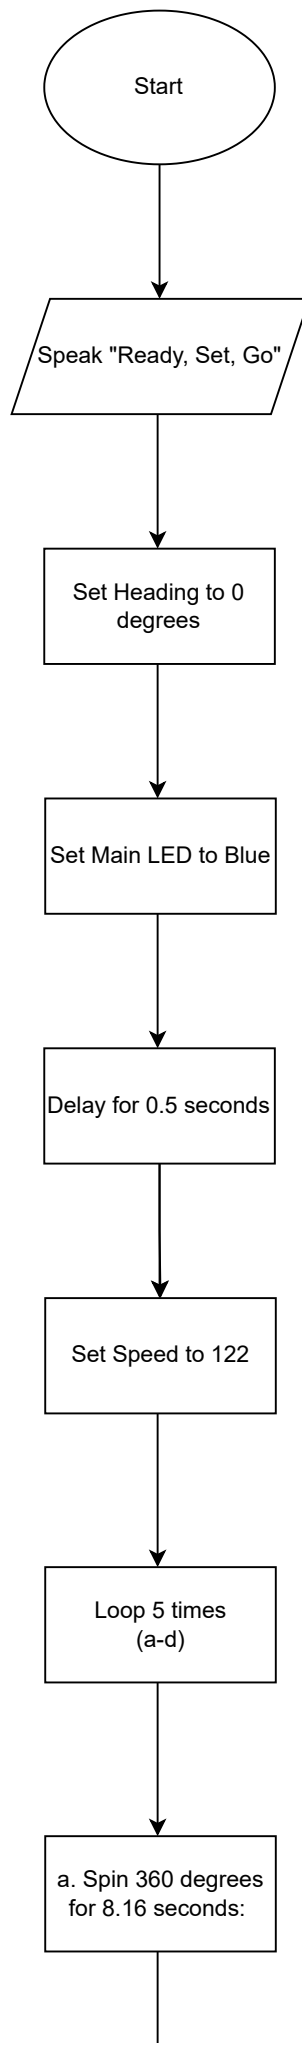 Start
Speak "Ready, Set, Go"
Set Heading to 0
degrees
Set Main LED to Blue
Delay for 0.5 seconds
Set Speed to 122
Loop 5 times
(a-d)
a. Spin 360 degrees
for 8.16 seconds: